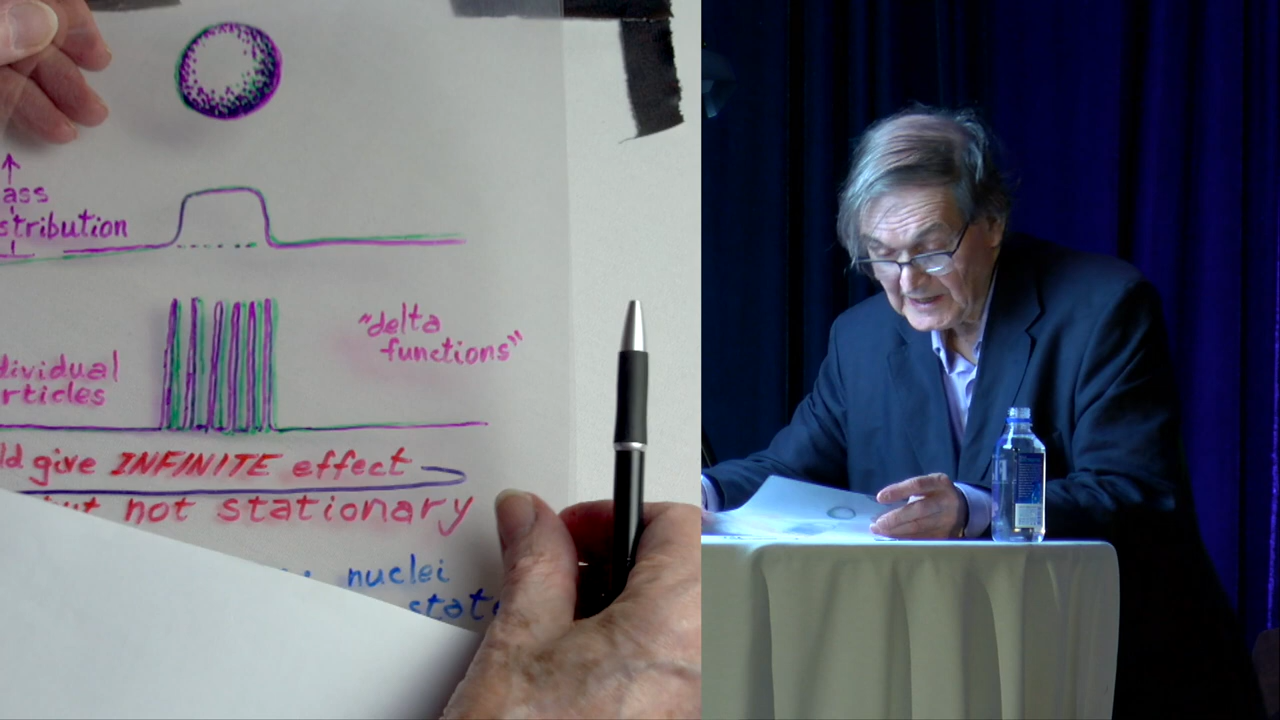 ass
stribution
"delta
functions"
dividual
rticles
ld give INFINITE effect
not stationary
nuclei
state